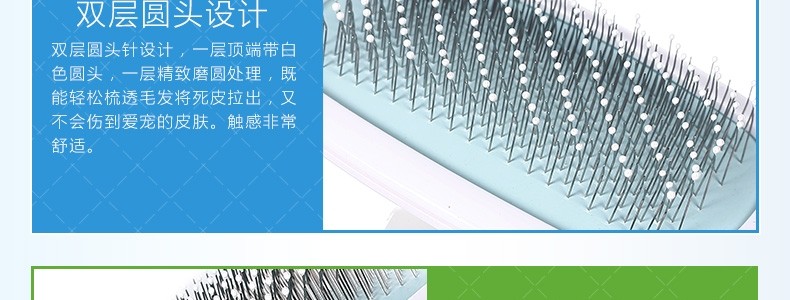 双层圆头设计
双层圆头针设计，一层顶端带白
色圆头，一层精致磨圆处理，既
能轻松梳透毛发将死皮拉出，又
不会伤到爱宠的皮肤。触感非常
舒适。